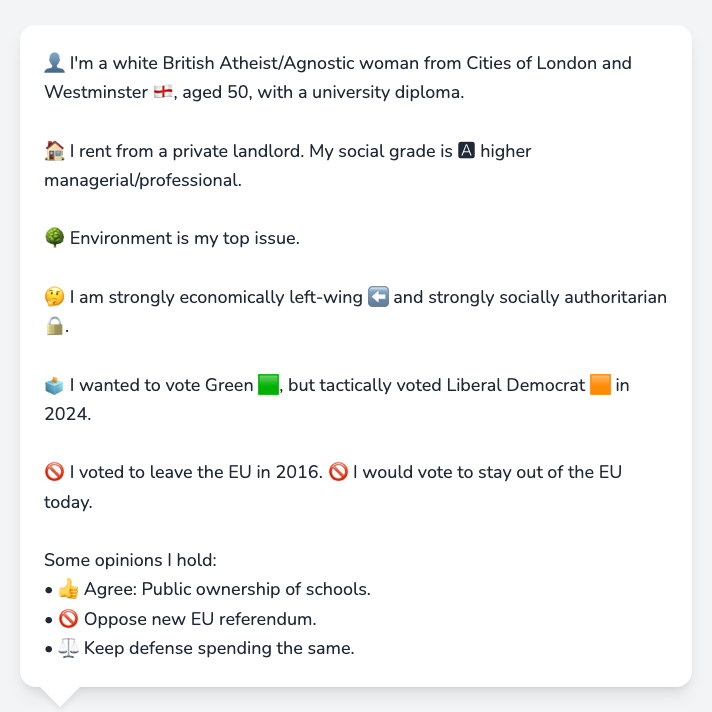 👤 I'm a white British Atheist/Agnostic woman from Cities of London and
Westminster 🏴󠁧󠁢󠁥󠁮󠁧󠁿, aged 50, with a university diploma.
🏠 I rent from a private landlord. My social grade is 🅰 higher
managerial/professional.
🌳 Environment is my top issue.
🤔 I am strongly economically left-wing ⬅️ and strongly socially authoritarian
🔒.
🗳️ I wanted to vote Green 🟩, but tactically voted Liberal Democrat 🟧 in
2024.
🚫 I voted to leave the EU in 2016. 🚫 I would vote to stay out of the EU
today.
Some opinions I hold:
• 👍 Agree: Public ownership of schools.
• 🚫 Oppose new EU referendum.
• ⚖️ Keep defense spending the same.